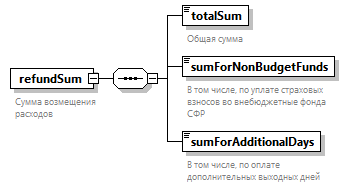 totalSum
Общая сумма
refundSum
Сумма возмещения
расходов
sumForNonBudgetFunds
В том числе, по уплате страховых
взносов во внебюджетные фонда
СФР
sumForAdditionalDays
В том числе, по оплате
дополнительных выходных дней